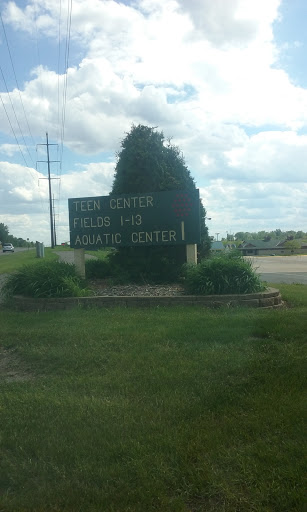 TEEN CENTER
FIELDS 1-13
AQUATIC CENTER